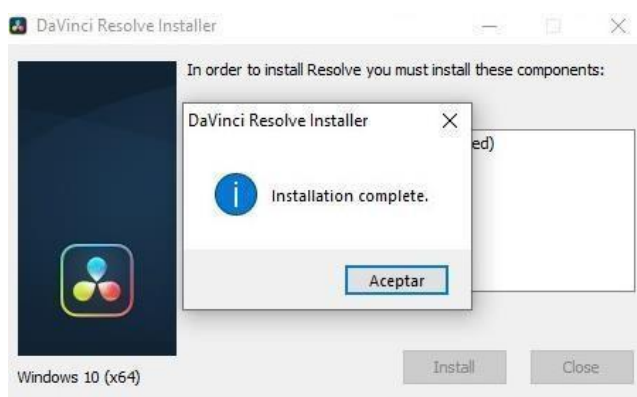 DaVinci Resolve Installer
In order to install Resolve you must install these components:
DaVinci Resolve Installer
ed)
Installation complete.
Aceptar
Install
Close
Windows 10 (x64)